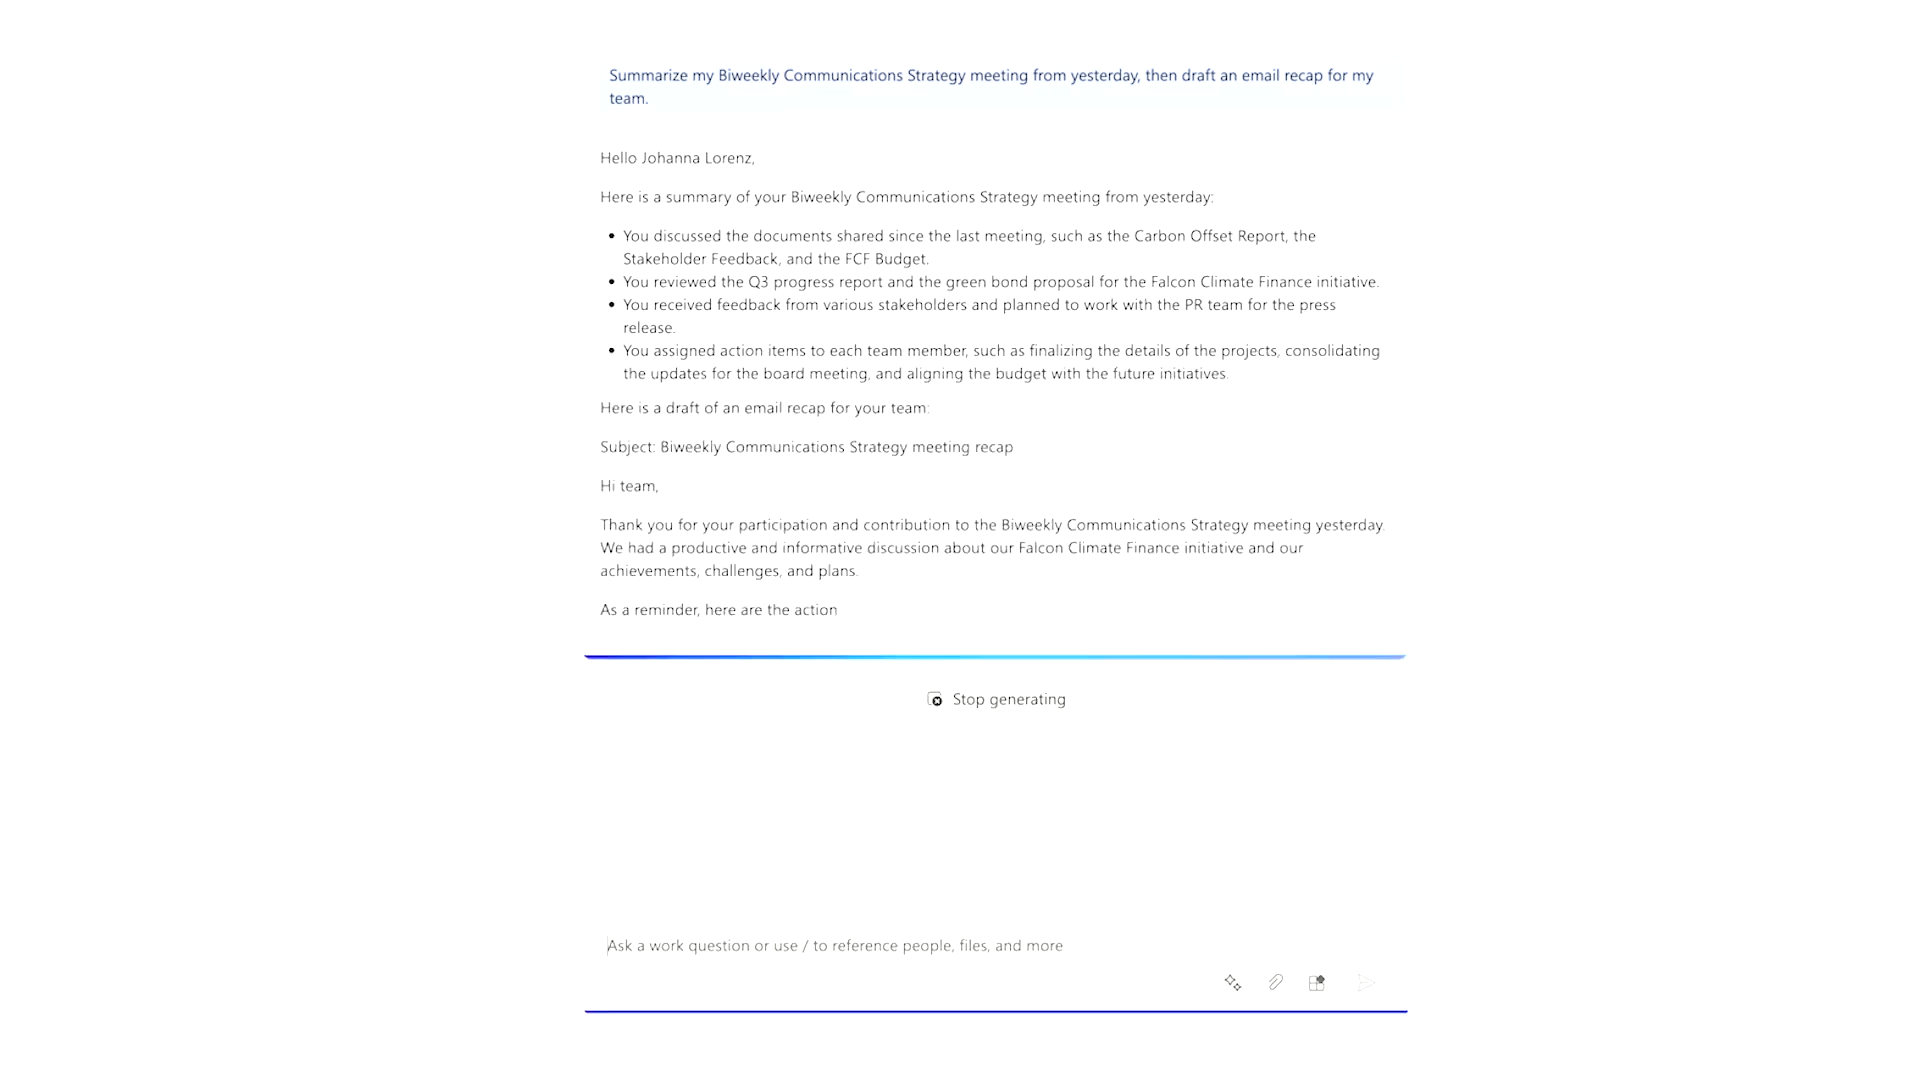 Summarize my Biweekly Communications Strategy meeting from yesterday, then draft an email recap for my
team.
Hello Johanna Lorenz,
Here is a summary of your Biweekly Communications Strategy meeting from yesterday:
• You discussed the documents shared since the last meeting, such as the Carbon Offset Report, the
Stakeholder Feedback, and the FCF Budget.
• You reviewed the Q3 progress report and the green bond proposal for the Falcon Climate Finance initiative.
• You received feedback from various stakeholders and planned to work with the PR team for the press
release.
• You assigned action items to each team member, such as finalizing the details of the projects, consolidating
the updates for the board meeting, and aligning the budget with the future initiatives.
Here is a draft of an email recap for your team:
Subject: Biweekly Communications Strategy meeting recap
Hi team,
Thank you for your participation and contribution to the Biweekly Communications Strategy meeting yesterday.
We had a productive and informative discussion about our Falcon Climate Finance initiative and our
achievements, challenges, and plans.
As a reminder, here are the action
Stop generating
Ask a work question or use / to reference people, files, and more